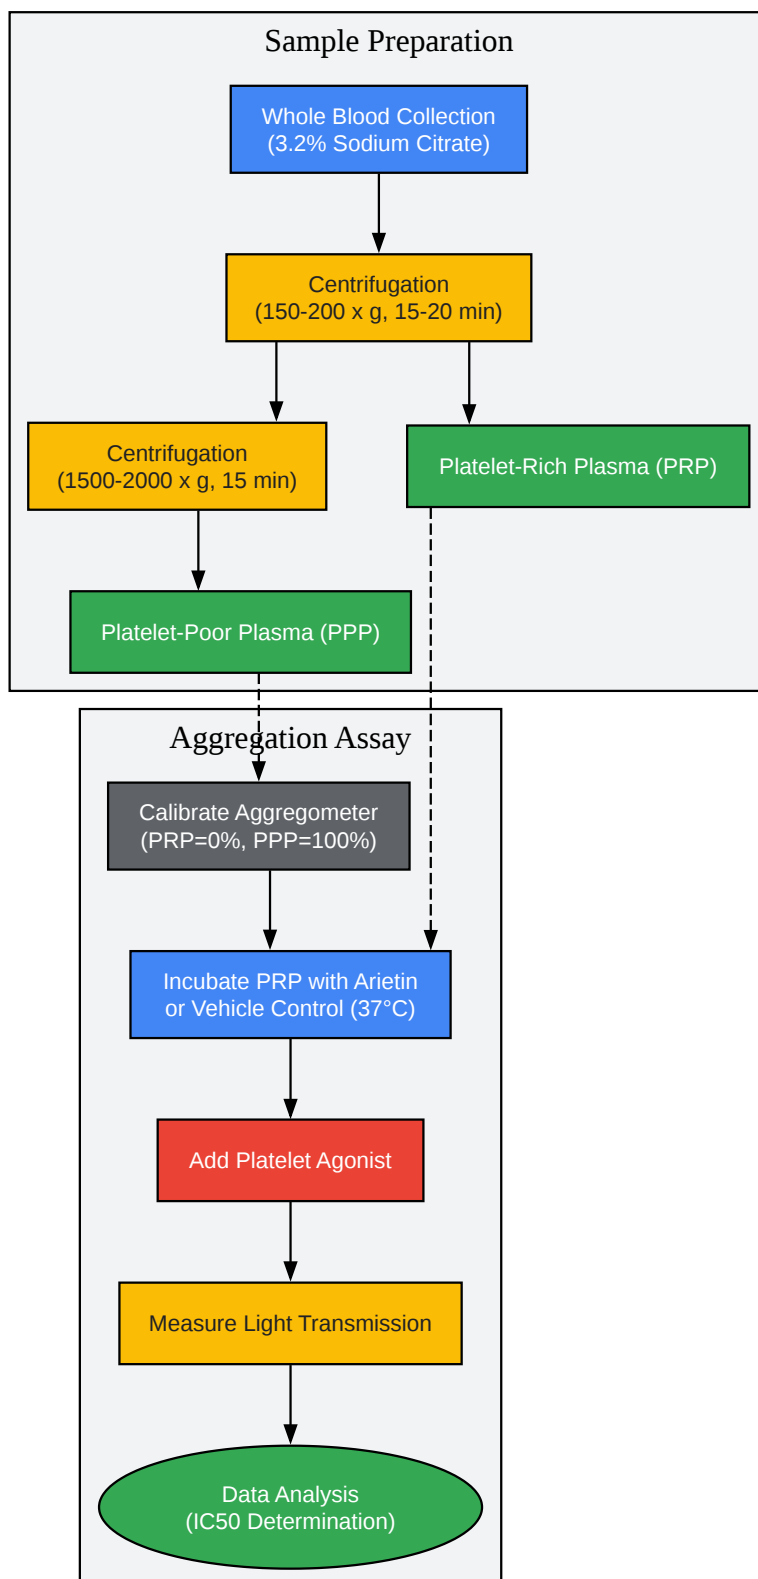 Sample Preparation
Whole Blood Collection
(3.2% Sodium Citrate)
Centrifugation
(150-200 x g, 15-20 min)
Centrifugation
(1500-2000 x g, 15 min)
Platelet-Rich Plasma (PRP)
Platelet-Poor Plasma (PPP)
Aggregation Assay
Calibrate Aggregometer
(PRP=0%, PPP=100%)
Incubate PRP with Arietin
or Vehicle Control (37°C)
Add Platelet Agonist
Measure Light Transmission
Data Analysis
(IC50 Determination)